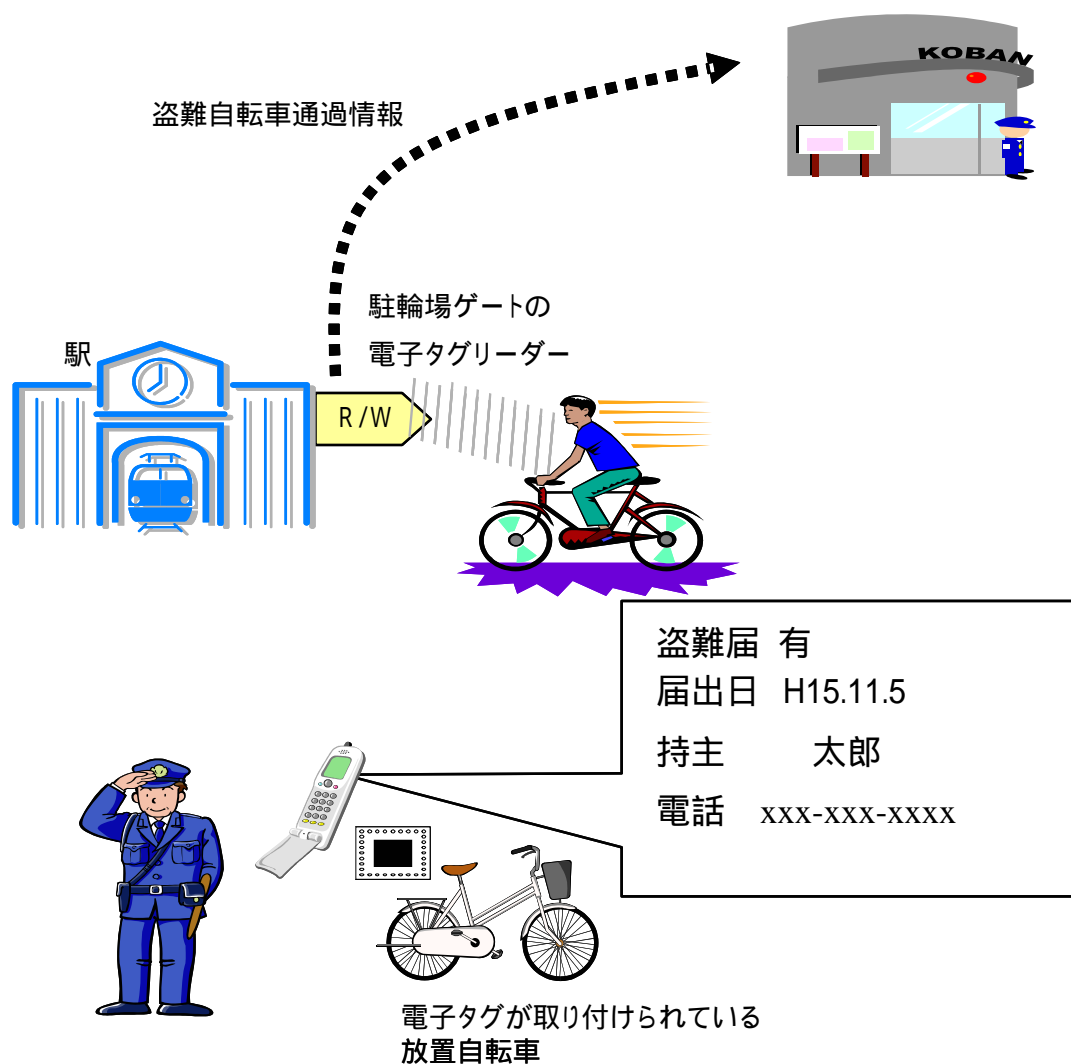 KOBAN
盗難自転車通過情報
駐輪場ゲートの
電子タグリーダー
駅
R/W
盗難届 有
届出日 H15.11.5
持主 太郎
電話 xxx-xxx-xxxx
電子タグが取り付けられている
放置自転車